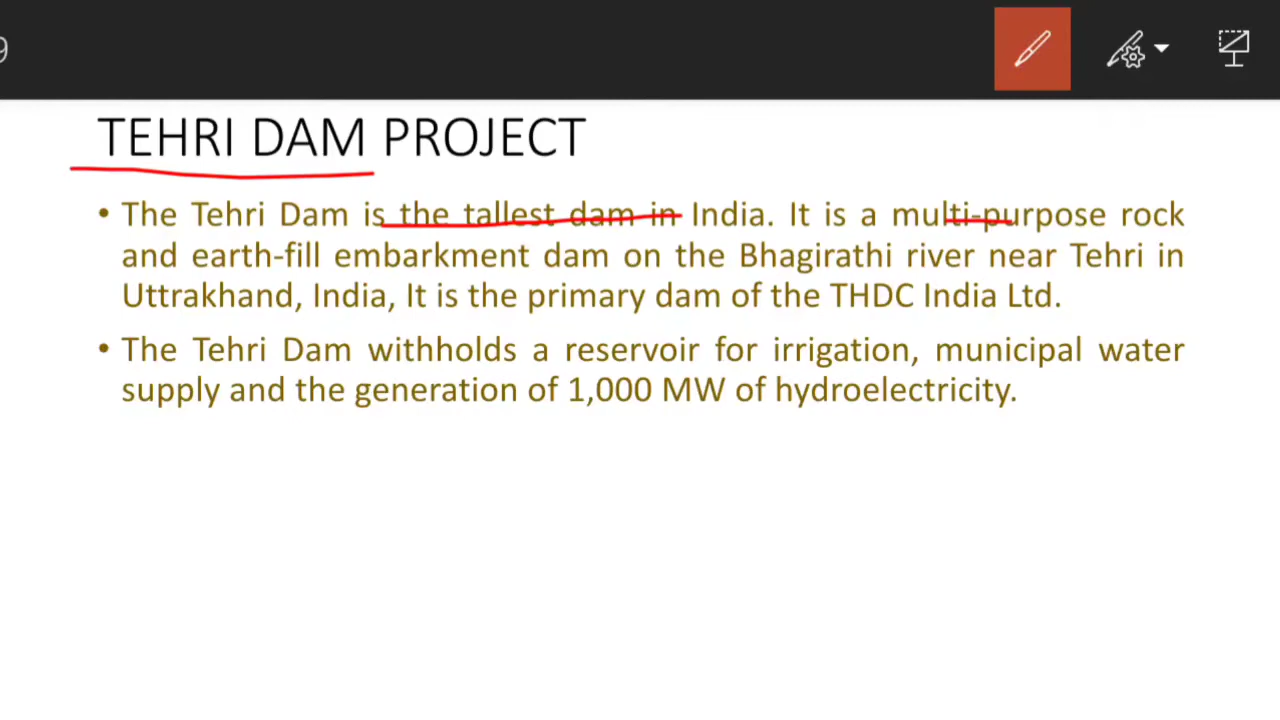 9
TEHRI DAM PROJECT
• The Tehri Dam is the tallest dam in India. It is a multi-purpose rock
and earth-fill embarkment dam on the Bhagirathi river near Tehri in
Uttrakhand, India, It is the primary dam of the THDC India Ltd.
• The Tehri Dam withholds a reservoir for irrigation, municipal water
supply and the generation of 1,000 MW of hydroelectricity.